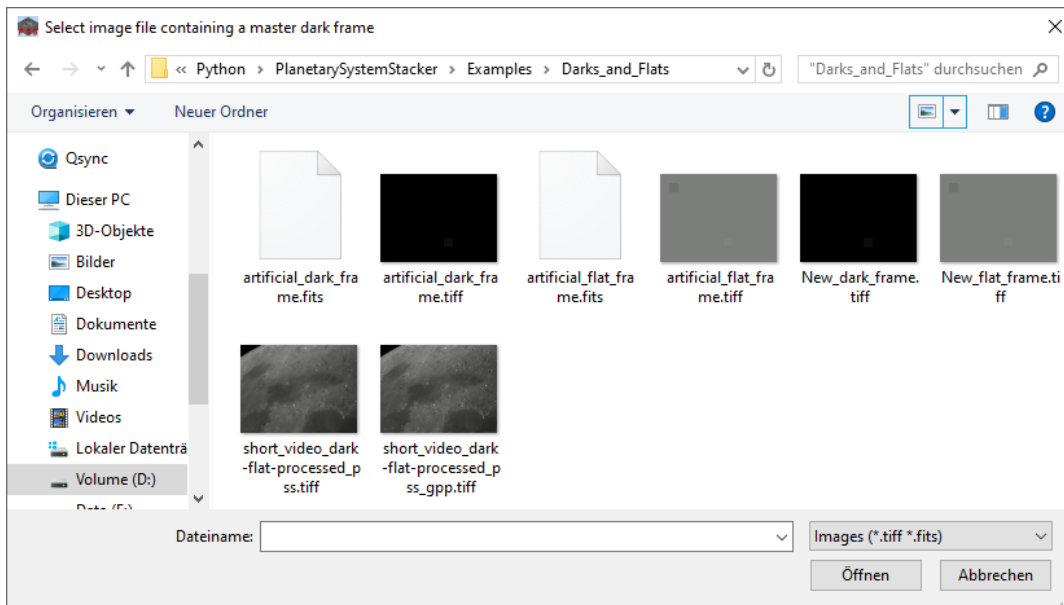 Select image file containing a master dark frame
« Python > PlanetarySystemStacker > Examples > Darks_and_Flats
"Darks_and_Flats" durchsuchen
Organisieren
Neuer Ordner
?
Qsync
Dieser PC
3D-Objekte
Bilder
Desktop
Dokumente
Downloads
Musik
Videos
Lokaler Datenträ
Volume (D:)
artificial_dark_fra
me.fits
artificial_dark_fra
me.tiff
artificial_flat_fra
me.fits
artificial_flat_fra
me.tiff
New_dark_frame.
tiff
New_flat_frame.ti
ff
short_video_dark
-flat-processed_p
ss.tiff
short_video_dark
-flat-processed_p
ss_gpp.tiff
Dateiname:
Images (*.tiff *.fits)
Öffnen
Abbrechen